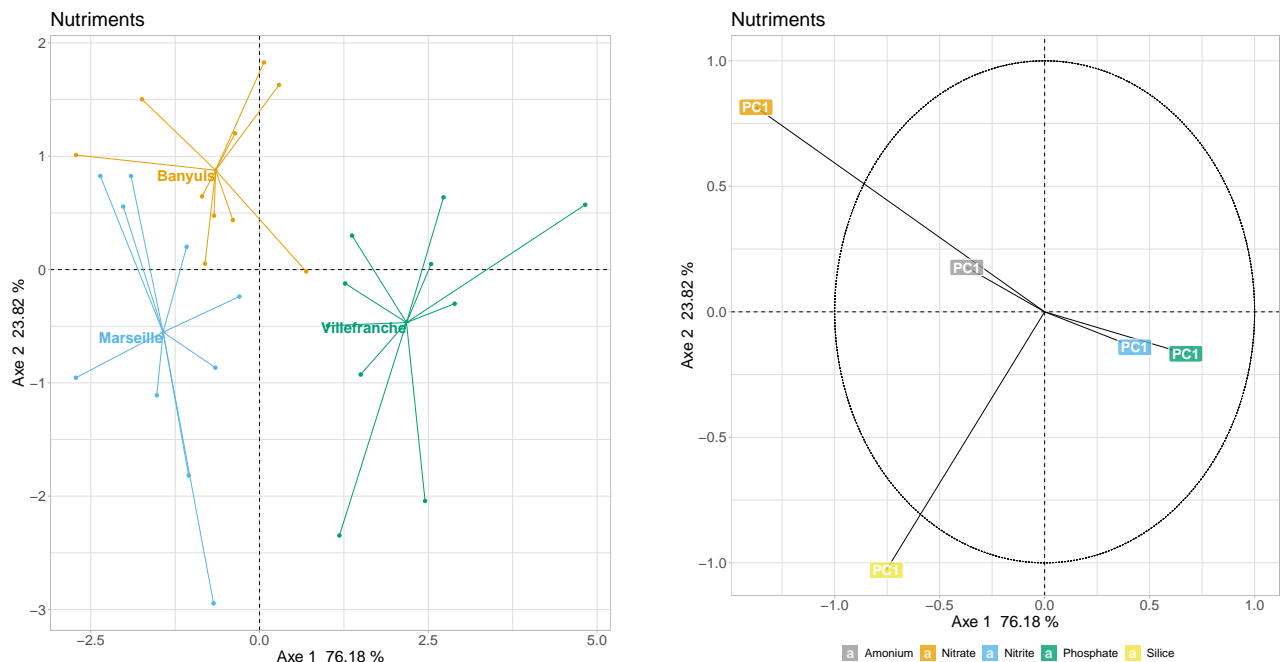 Nutriments
2
1
0
−1
−2
−3
Axe 2 23.82 %
Banyuls
Marseille
Villefranche
−2.5
0.0
2.5
5.0
Axe 1 76.18 %
Nutriments
1.0
0.5
0.0
−0.5
−1.0
Axe 2 23.82 %
PC1
PC1
PC1
PC1
PC1
−1.0
−0.5
0.0
0.5
1.0
Axe 1 76.18 %
a Amonium a Nitrate a Nitrite a Phosphate a Silice